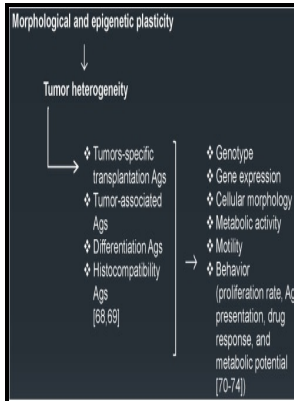 Morphological and epigenetic plasticity
Tumor heterogeneity
❖ Tumors-specific
transplantation Ags
❖ Tumor-associated
Ags
❖ Differentiation Ags
❖ Histocompatibility
Ags
[68,69]
❖ Genotype
❖ Gene expression
❖ Cellular morphology
❖ Metabolic activity
❖ Motility
❖ Behavior
(proliferation rate, Ag
presentation, drug
response, and
metabolic potential
[70-74])